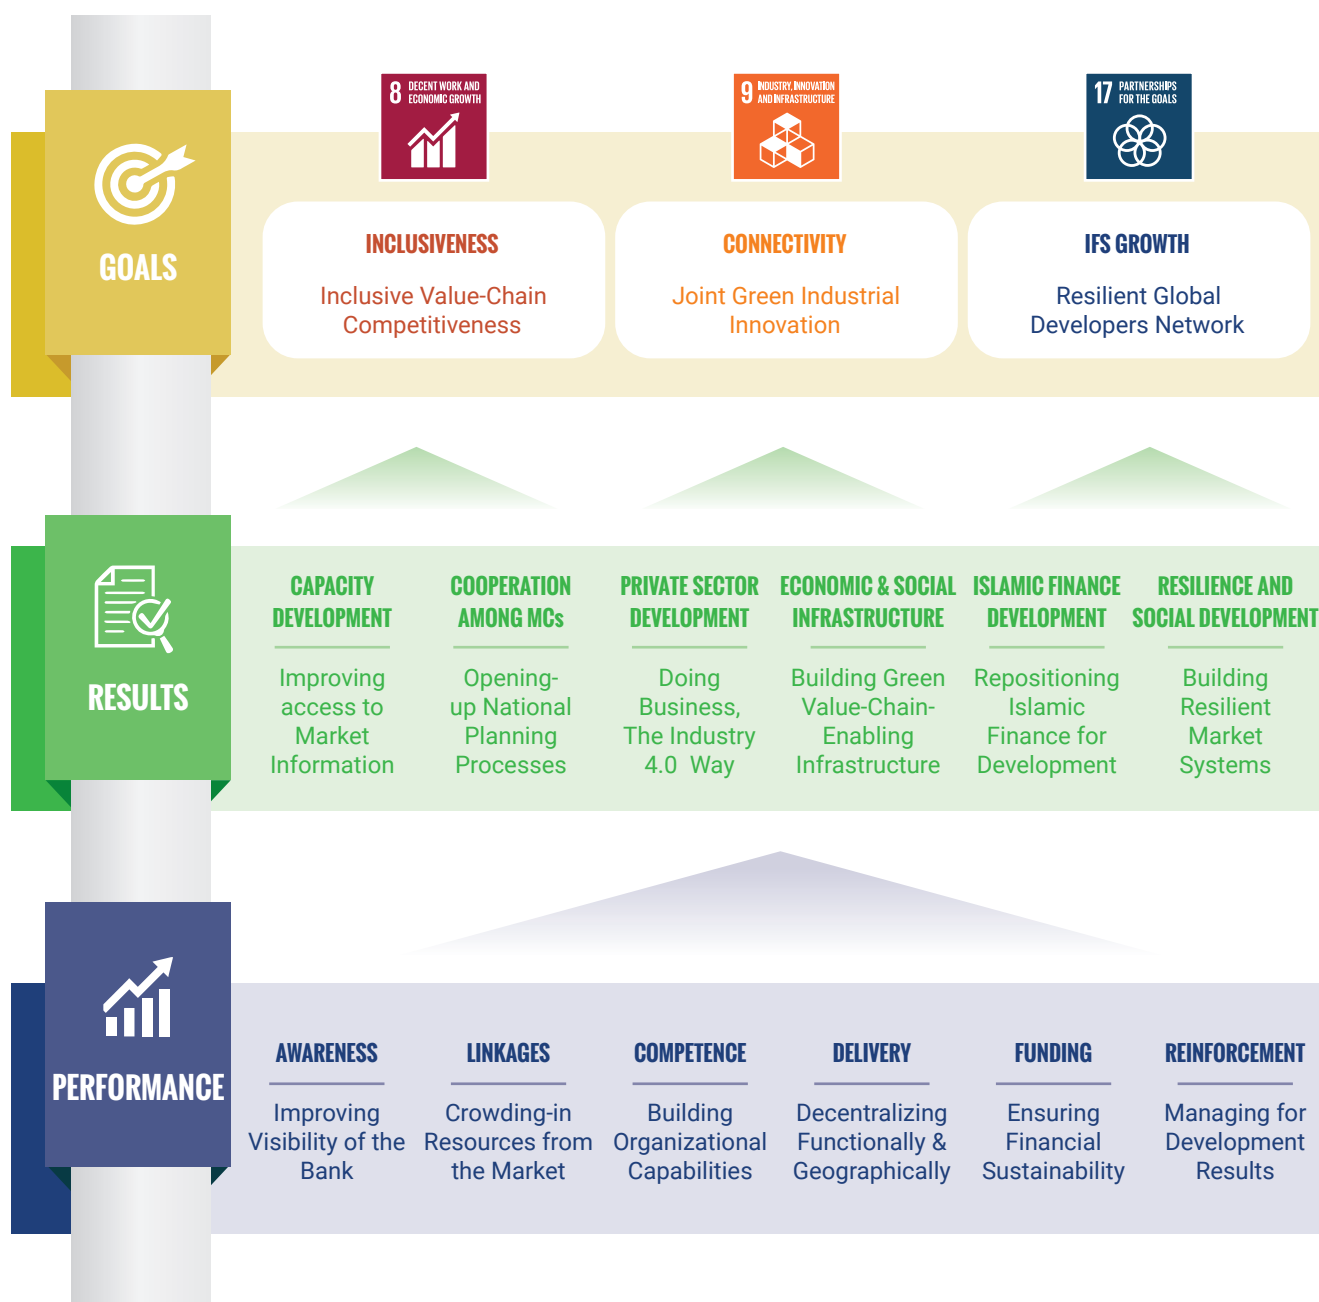 8 DECENT WORK AND
ECONOMIC GROWTH
9 INDUSTRY, INNOVATION
AND INFRASTRUCTURE
17 PARTNERSHIPS
FOR THE GOALS
GOALS
INCLUSIVENESS
Inclusive Value-Chain
Competitiveness
CONNECTIVITY
Joint Green Industrial
Innovation
IFS GROWTH
Resilient Global
Developers Network
RESULTS
CAPACITY
DEVELOPMENT
Improving
access to
Market
Information
COOPERATION
AMONG MCs
Opening-
up National
Planning
Processes
PRIVATE SECTOR
DEVELOPMENT
Doing
Business,
The Industry
4.0 Way
ECONOMIC & SOCIAL
INFRASTRUCTURE
Building Green
Value-Chain-
Enabling
Infrastructure
ISLAMIC FINANCE
DEVELOPMENT
Repositioning
Islamic
Finance for
Development
RESILIENCE AND
SOCIAL DEVELOPMENT
Building
Resilient
Market
Systems
PERFORMANCE
AWARENESS
Improving
Visibility of the
Bank
LINKAGES
Crowding-in
Resources from
the Market
COMPETENCE
Building
Organizational
Capabilities
DELIVERY
Decentralizing
Functionally &
Geographically
FUNDING
Ensuring
Financial
Sustainability
REINFORCEMENT
Managing for
Development
Results